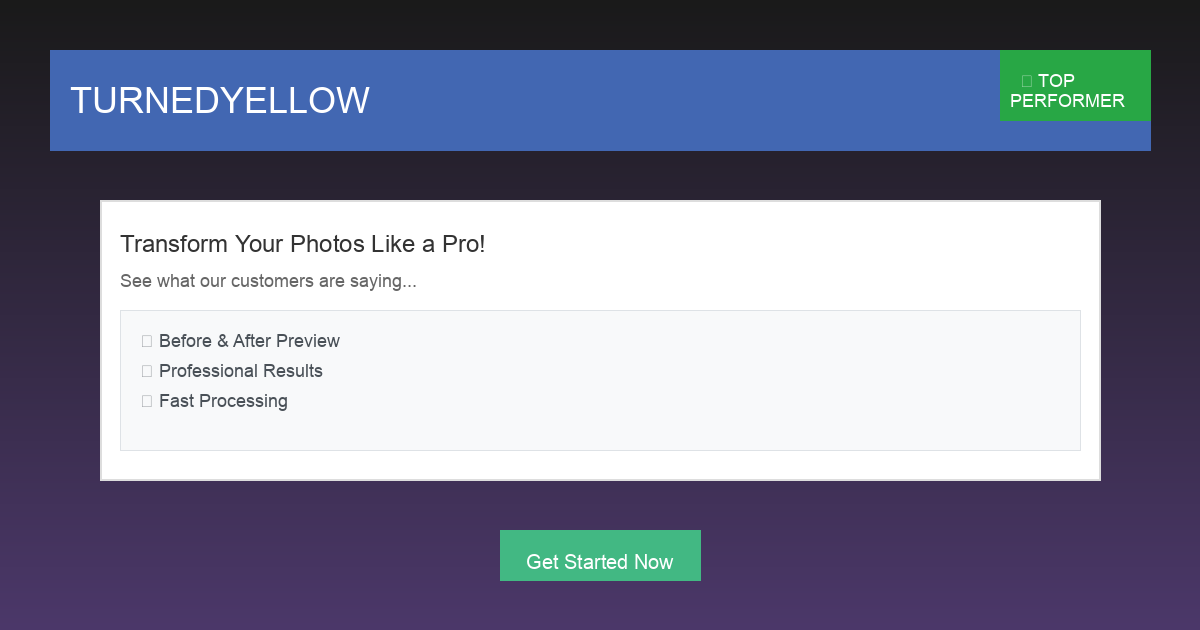 TURNEDYELLOW
TOP
PERFORMER
Transform Your Photos Like a Pro!
See what our customers are saying...
Before & After Preview
Professional Results
Fast Processing
Get Started Now